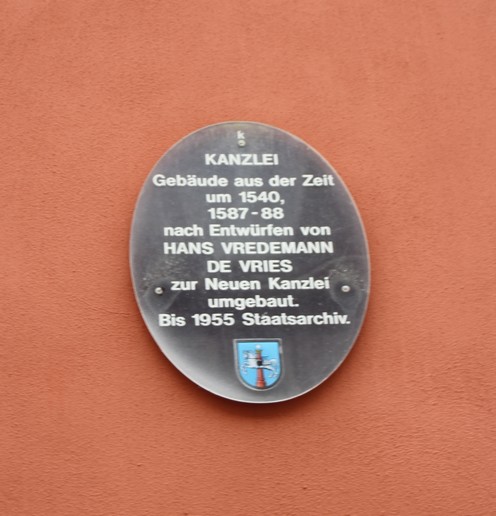 k
KANZLEI
Gebäude aus der Zeit
um 1540,
1587-88
nach Entwürfen von
HANS VREDEMANN
DE VRIES
zur Neuen Kanzlei
umgebaut.
Bis 1955 Staatsarchiv.